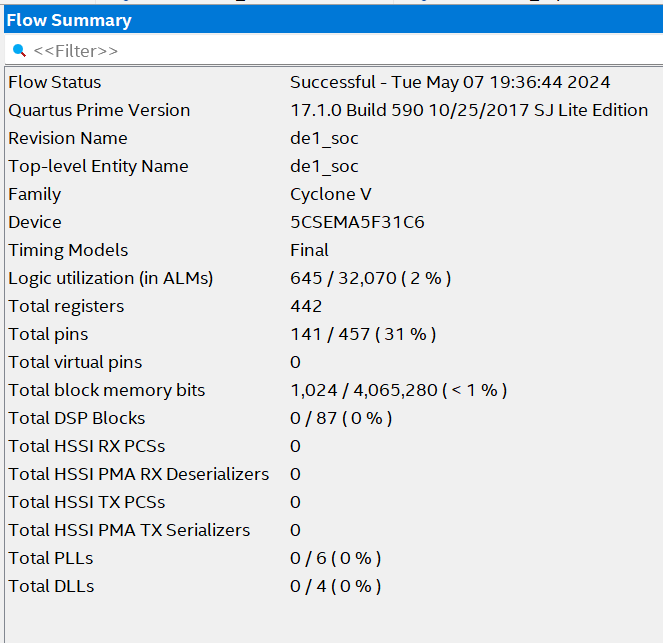 Flow Summary
<<Filter>>
Flow Status Successful - Tue May 07 19:36:44 2024
Quartus Prime Version 17.1.0 Build 590 10/25/2017 SJ Lite Edition
Revision Name de1_soc
Top-level Entity Name de1_soc
Family Cyclone V
Device 5CSEMA5F31C6
Timing Models Final
Logic utilization (in ALMs) 645 / 32,070 ( 2 % )
Total registers 442
Total pins 141 / 457 ( 31 % )
Total virtual pins 0
Total block memory bits 1,024 / 4,065,280 ( < 1 % )
Total DSP Blocks 0 / 87 ( 0 % )
Total HSSI RX PCSs 0
Total HSSI PMA RX Deserializers 0
Total HSSI TX PCSs 0
Total HSSI PMA TX Serializers 0
Total PLLs 0 / 6 ( 0 % )
Total DLLs 0 / 4 ( 0 % )